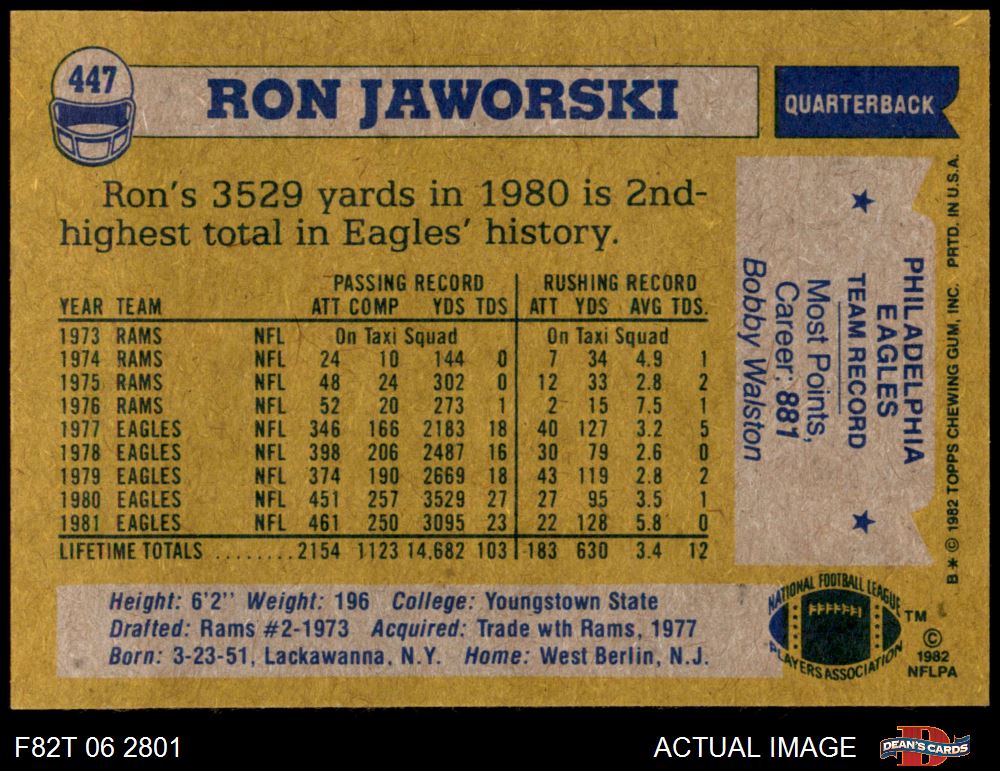 447
RON JAWORSKI
QUARTERBACK
Ron's 3529 yards in 1980 is 2nd-
highest total in Eagles' history.
PASSING RECORD RUSHING RECORD
YEAR TEAM ATT COMP YDS TDS ATT YDS AVG TDS.
1973 RAMS NFL On Taxi Squad On Taxi Squad
1974 RAMS NFL 24 10 144 0 7 34 4.9 1
1975 RAMS NFL 48 24 302 0 12 33 2.8 2
1976 RAMS NFL 52 20 273 1 2 15 7.5 1
1977 EAGLES NFL 346 166 2183 18 40 127 3.2 5
1978 EAGLES NFL 398 206 2487 16 30 79 2.6 0
1979 EAGLES NFL 374 190 2669 18 43 119 2.8 2
1980 EAGLES NFL 451 257 3529 27 27 95 3.5 1
1981 EAGLES NFL 461 250 3095 23 22 128 5.8 0
LIFETIME TOTALS ........2154 1123 14,682 103 183 630 3.4 12
PHILADELPHIA
EAGLES
TEAM RECORD
Most Points,
Career: 881
Bobby Walston
B * © 1982 TOPPS CHEWING GUM, INC. PRTD. IN U.S.A.
Height: 6'2" Weight: 196 College: Youngstown State
Drafted: Rams #2-1973 Acquired: Trade wth Rams, 1977
Born: 3-23-51, Lackawanna, N.Y. Home: West Berlin, N.J.
NATIONAL FOOTBALL LEAGUE
PLAYERS ASSOCIATION
TM
©
1982
NFLPA
F82T 06 2801
ACTUAL IMAGE
DEAN'S CARDS